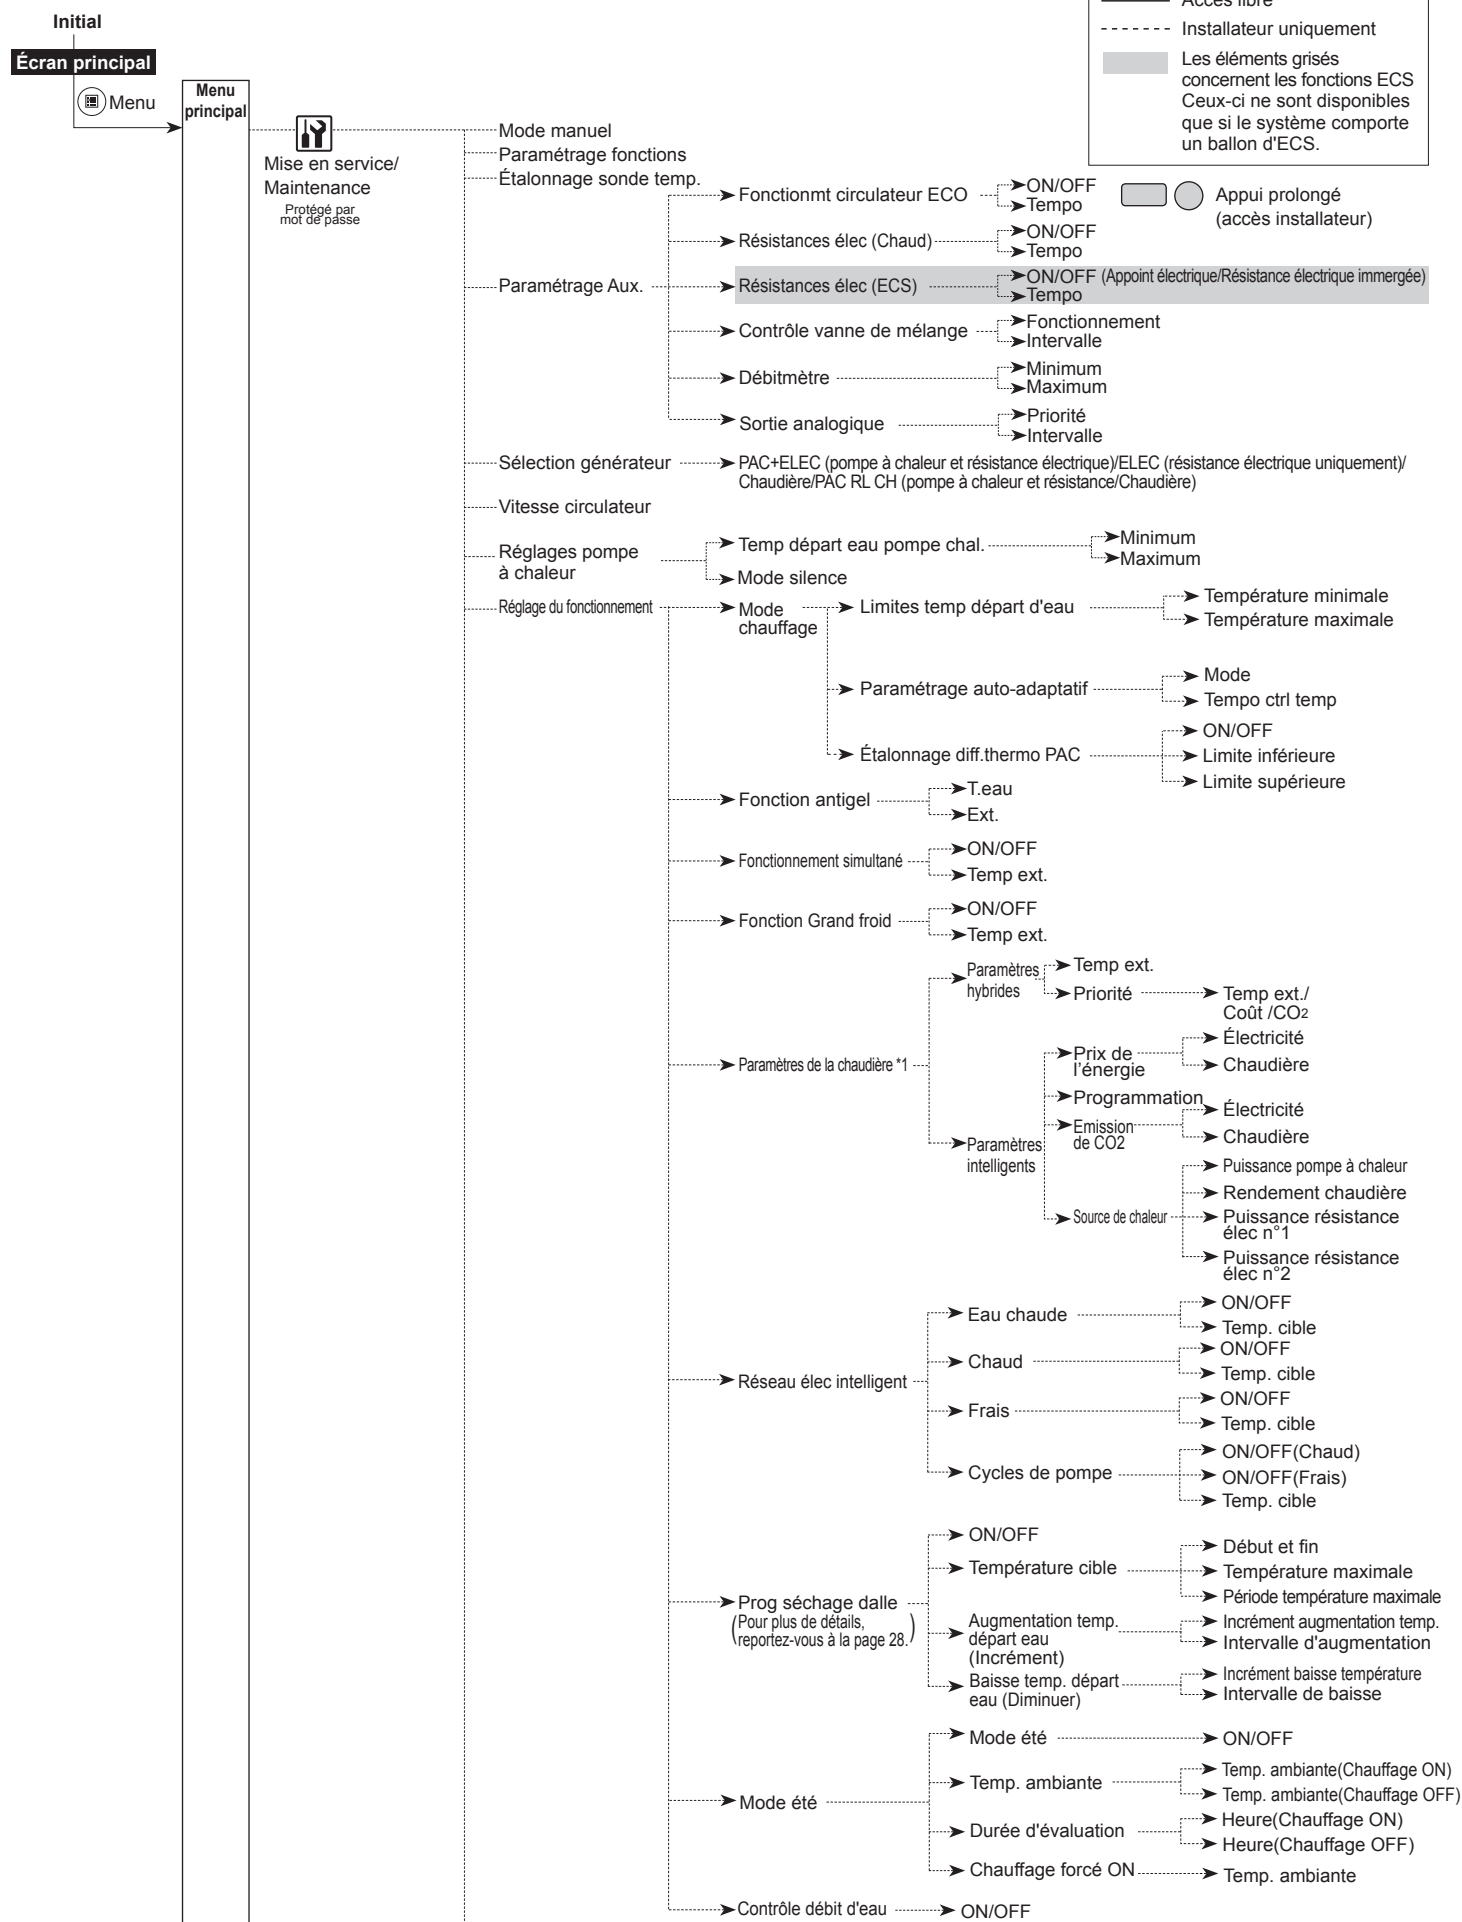 Accès libre
Installateur uniquement
Les éléments grisés
concernent les fonctions ECS
Ceux-ci ne sont disponibles
que si le système comporte
un ballon d'ECS.
Appui prolongé
(accès installateur)
Initial
Écran principal
Menu
Menu
principal
Mise en service/
Maintenance
Protégé par
mot de passe
Mode manuel
Paramétrage fonctions
Étalonnage sonde temp.
Paramétrage Aux.
Fonctionmt circulateur ECO
ON/OFF
Tempo
Résistances élec (Chaud)
ON/OFF
Tempo
Résistances élec (ECS)
ON/OFF (Appoint électrique/Résistance électrique immergée)
Tempo
Contrôle vanne de mélange
Fonctionnement
Intervalle
Débitmètre
Minimum
Maximum
Sortie analogique
Priorité
Intervalle
Sélection générateur
PAC+ELEC (pompe à chaleur et résistance électrique)/ELEC (résistance électrique uniquement)/
Chaudière/PAC RL CH (pompe à chaleur et résistance/Chaudière)
Vitesse circulateur
Réglages pompe
à chaleur
Temp départ eau pompe chal.
Minimum
Maximum
Mode silence
Réglage du fonctionnement
Mode
chauffage
Limites temp départ d'eau
Température minimale
Température maximale
Paramétrage auto-adaptatif
Mode
Tempo ctrl temp
Étalonnage diff.thermo PAC
ON/OFF
Limite inférieure
Limite supérieure
Fonction antigel
T.eau
Ext.
Fonctionnement simultané
ON/OFF
Temp ext.
Fonction Grand froid
ON/OFF
Temp ext.
Paramètres de la chaudière *1
Paramètres
hybrides
Temp ext.
Priorité
Temp ext./
Coût /CO2
Paramètres
intelligents
Prix de
l’énergie
Électricité
Chaudière
Programmation
Emission
de CO2
Électricité
Chaudière
Source de chaleur
Puissance pompe à chaleur
Rendement chaudière
Puissance résistance
élec n°1
Puissance résistance
élec n°2
Réseau élec intelligent
Eau chaude
ON/OFF
Temp. cible
Chaud
ON/OFF
Temp. cible
Frais
ON/OFF
Temp. cible
Cycles de pompe
ON/OFF(Chaud)
ON/OFF(Frais)
Temp. cible
Prog séchage dalle
(Pour plus de détails,
reportez-vous à la page 28.)
ON/OFF
Température cible
Début et fin
Température maximale
Période température maximale
Augmentation temp.
départ eau
(Incrément)
Incrément augmentation temp.
Intervalle d'augmentation
Baisse temp. départ
eau (Diminuer)
Incrément baisse température
Intervalle de baisse
Mode été
Mode été
ON/OFF
Temp. ambiante
Temp. ambiante(Chauffage ON)
Temp. ambiante(Chauffage OFF)
Durée d'évaluation
Heure(Chauffage ON)
Heure(Chauffage OFF)
Chauffage forcé ON
Temp. ambiante
Contrôle débit d'eau
ON/OFF